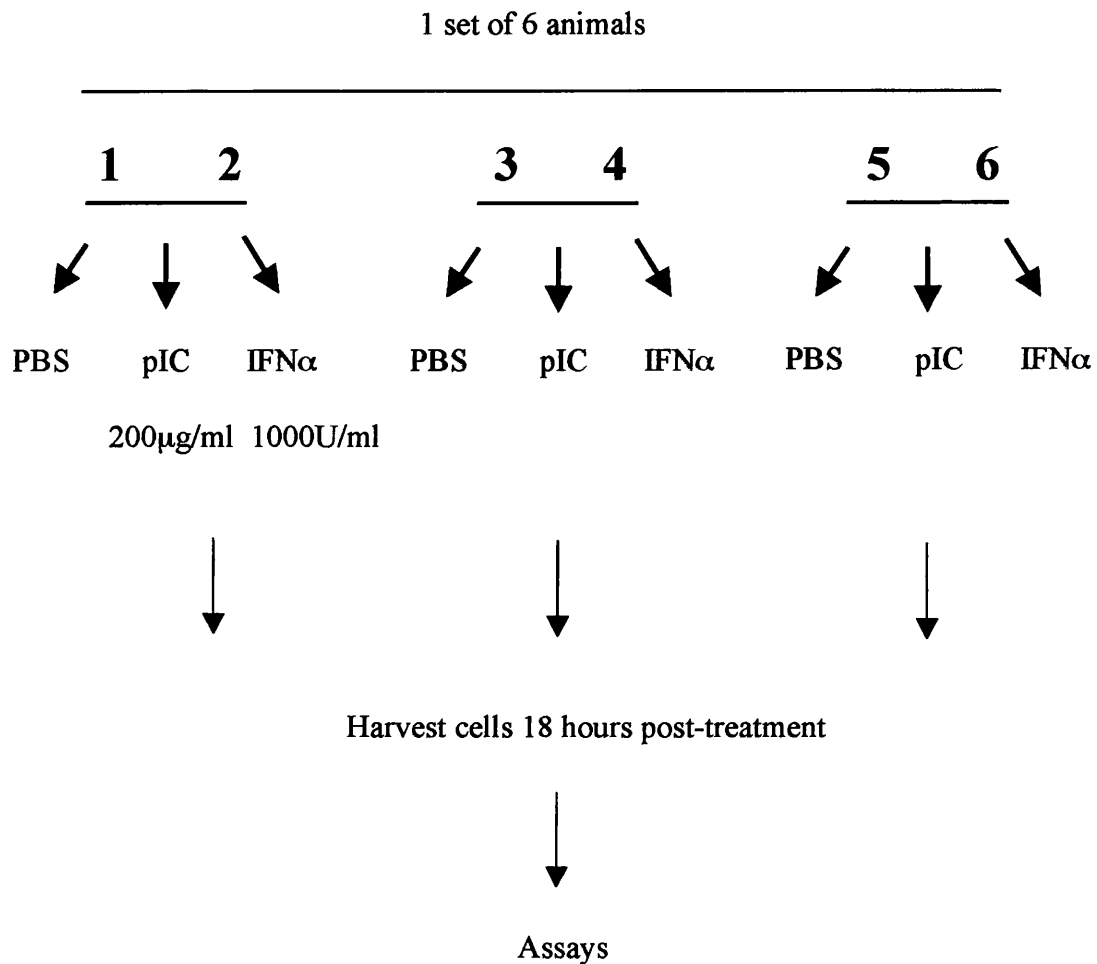 1 set of 6 animals
1 2 3 4 5 6
PBS pIC IFNα PBS pIC IFNα PBS pIC IFNα
200µg/ml 1000U/ml
Harvest cells 18 hours post-treatment
Assays